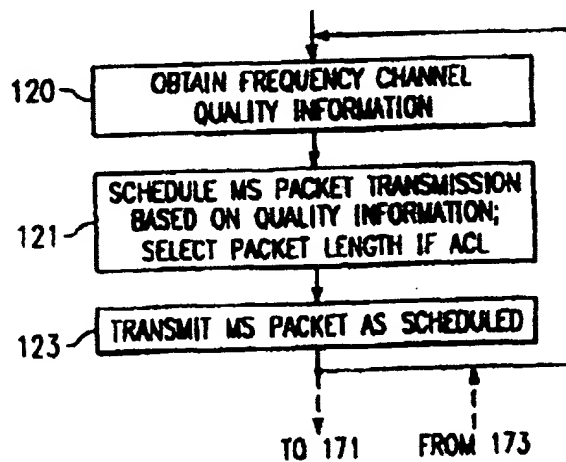 120
OBTAIN FREQUENCY CHANNEL
QUALITY INFORMATION
121
SCHEDULE MS PACKET TRANSMISSION
BASED ON QUALITY INFORMATION;
SELECT PACKET LENGTH IF ACL
123
TRANSMIT MS PACKET AS SCHEDULED
TO 171 FROM 173